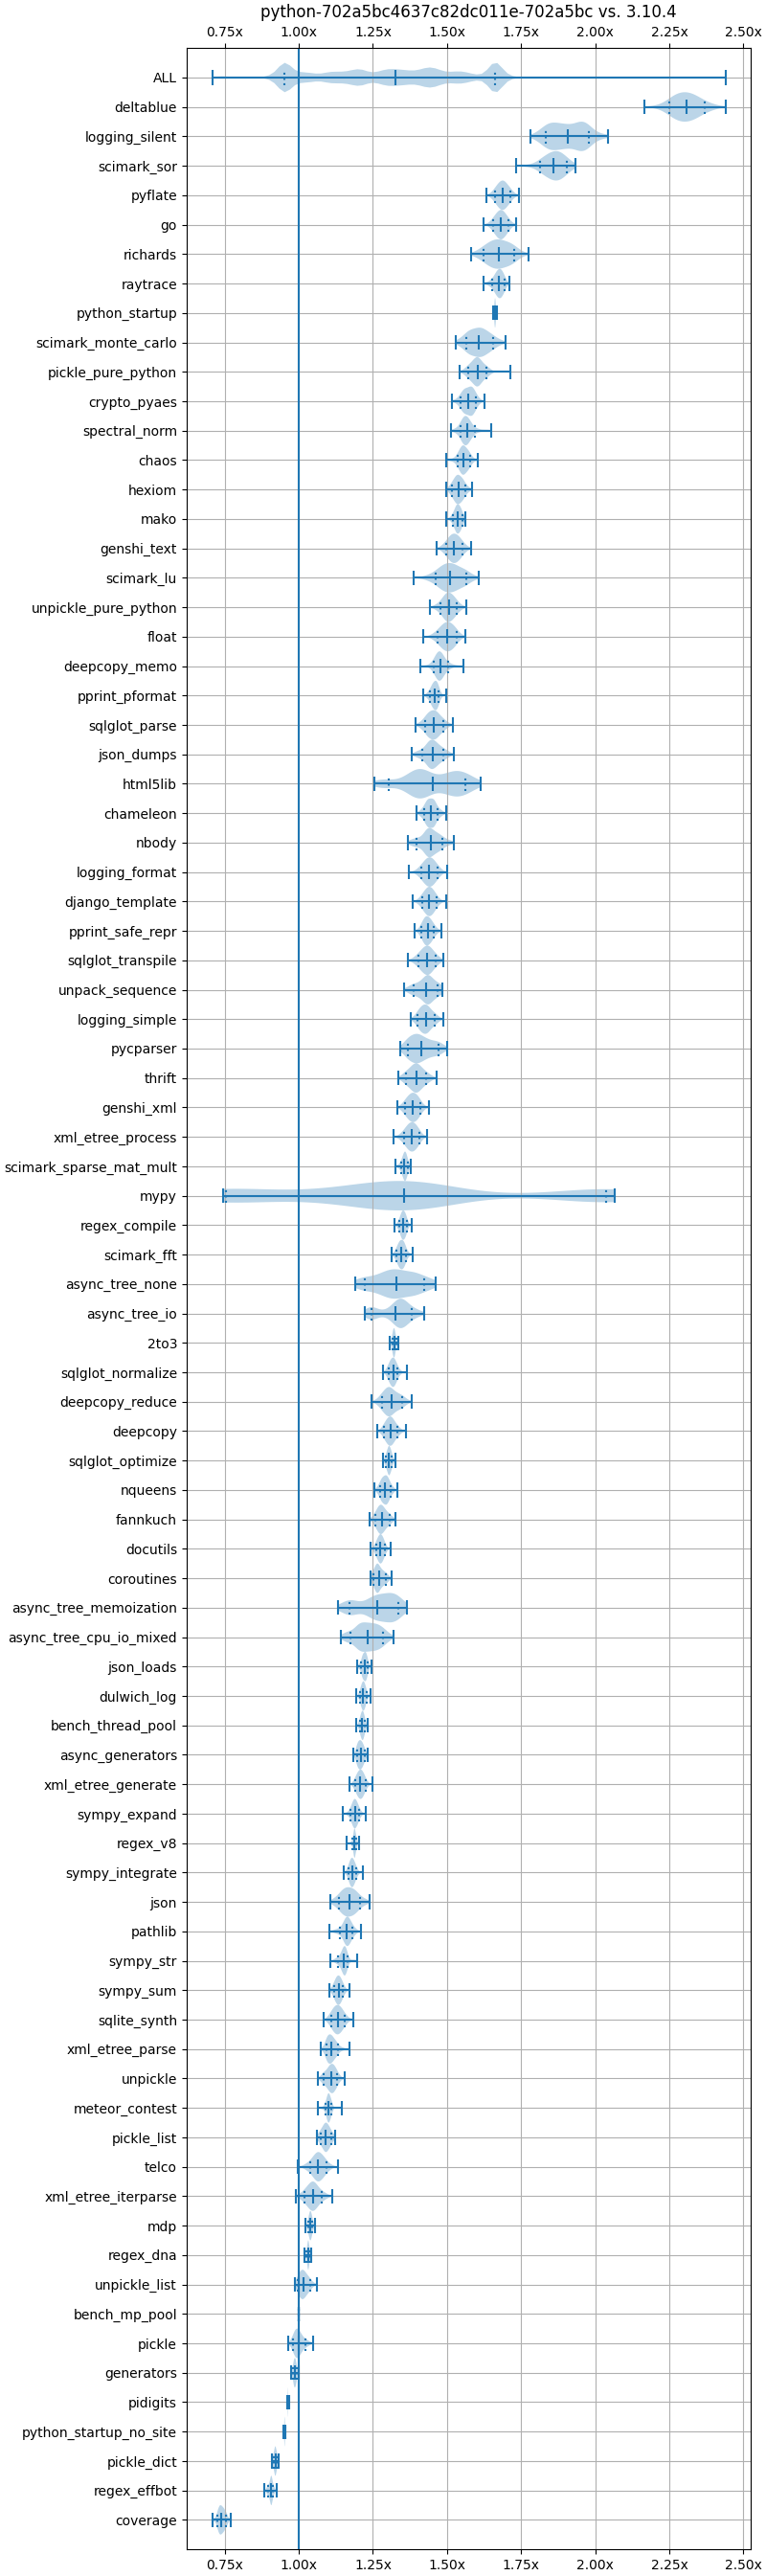 python-702a5bc4637c82dc011e-702a5bc vs. 3.10.4
0.75x 1.00x 1.25x 1.50x 1.75x 2.00x 2.25x 2.50x
ALL
deltablue
logging_silent
scimark_sor
pyflate
go
richards
raytrace
python_startup
scimark_monte_carlo
pickle_pure_python
crypto_pyaes
spectral_norm
chaos
hexiom
mako
genshi_text
scimark_lu
unpickle_pure_python
float
deepcopy_memo
pprint_pformat
sqlglot_parse
json_dumps
html5lib
chameleon
nbody
logging_format
django_template
pprint_safe_repr
sqlglot_transpile
unpack_sequence
logging_simple
pycparser
thrift
genshi_xml
xml_etree_process
scimark_sparse_mat_mult
mypy
regex_compile
scimark_fft
async_tree_none
async_tree_io
2to3
sqlglot_normalize
deepcopy_reduce
deepcopy
sqlglot_optimize
nqueens
fannkuch
docutils
coroutines
async_tree_memoization
async_tree_cpu_io_mixed
json_loads
dulwich_log
bench_thread_pool
async_generators
xml_etree_generate
sympy_expand
regex_v8
sympy_integrate
json
pathlib
sympy_str
sympy_sum
sqlite_synth
xml_etree_parse
unpickle
meteor_contest
pickle_list
telco
xml_etree_iterparse
mdp
regex_dna
unpickle_list
bench_mp_pool
pickle
generators
pidigits
python_startup_no_site
pickle_dict
regex_effbot
coverage
0.75x 1.00x 1.25x 1.50x 1.75x 2.00x 2.25x 2.50x